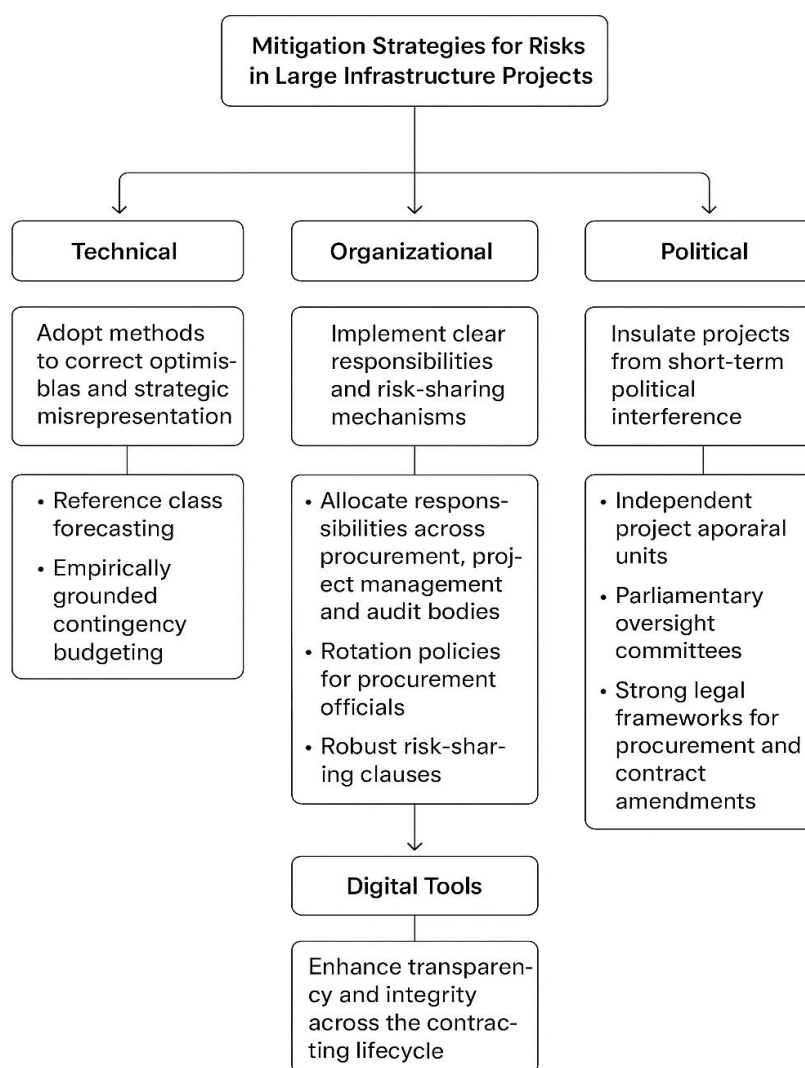 Mitigation Strategies for Risks
in Large Infrastructure Projects
Technical
Organizational
Political
Adopt methods
to correct optimis-
blas and strategic
misrepresentation
Implement clear
responsibilities
and risk-sharing
mechanisms
Insulate projects
from short-term
political
interference
• Reference class
forecasting
• Empirically
grounded
contingency
budgeting
• Allocate respons-
sibilities across
procurement, proj-
ect management
and audit bodies
• Rotation policies
for procurement
officials
• Robust risk-shar-
ing clauses
• Independent
project aporaiṙal
units
• Parliamentary
oversight
committees
• Strong legal
frameworks for
procurement and
contract
amendments
Digital Tools
Enhance transparen-
cy and integrity
across the contrac-
ting lifecycle